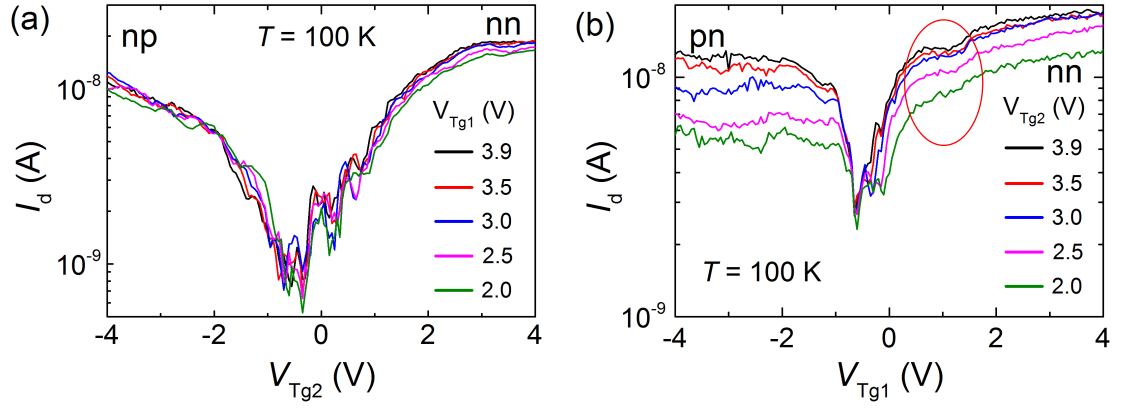 (a)
np
T = 100 K
nn
V_Tg1 (V)
3.9
3.5
3.0
2.5
2.0
10^-8
10^-9
I_d (A)
-4 -2 0 2 4
V_Tg2 (V)
(b)
pn
nn
V_Tg2 (V)
3.9
3.5
3.0
2.5
2.0
T = 100 K
10^-8
10^-9
I_d (A)
-4 -2 0 2 4
V_Tg1 (V)